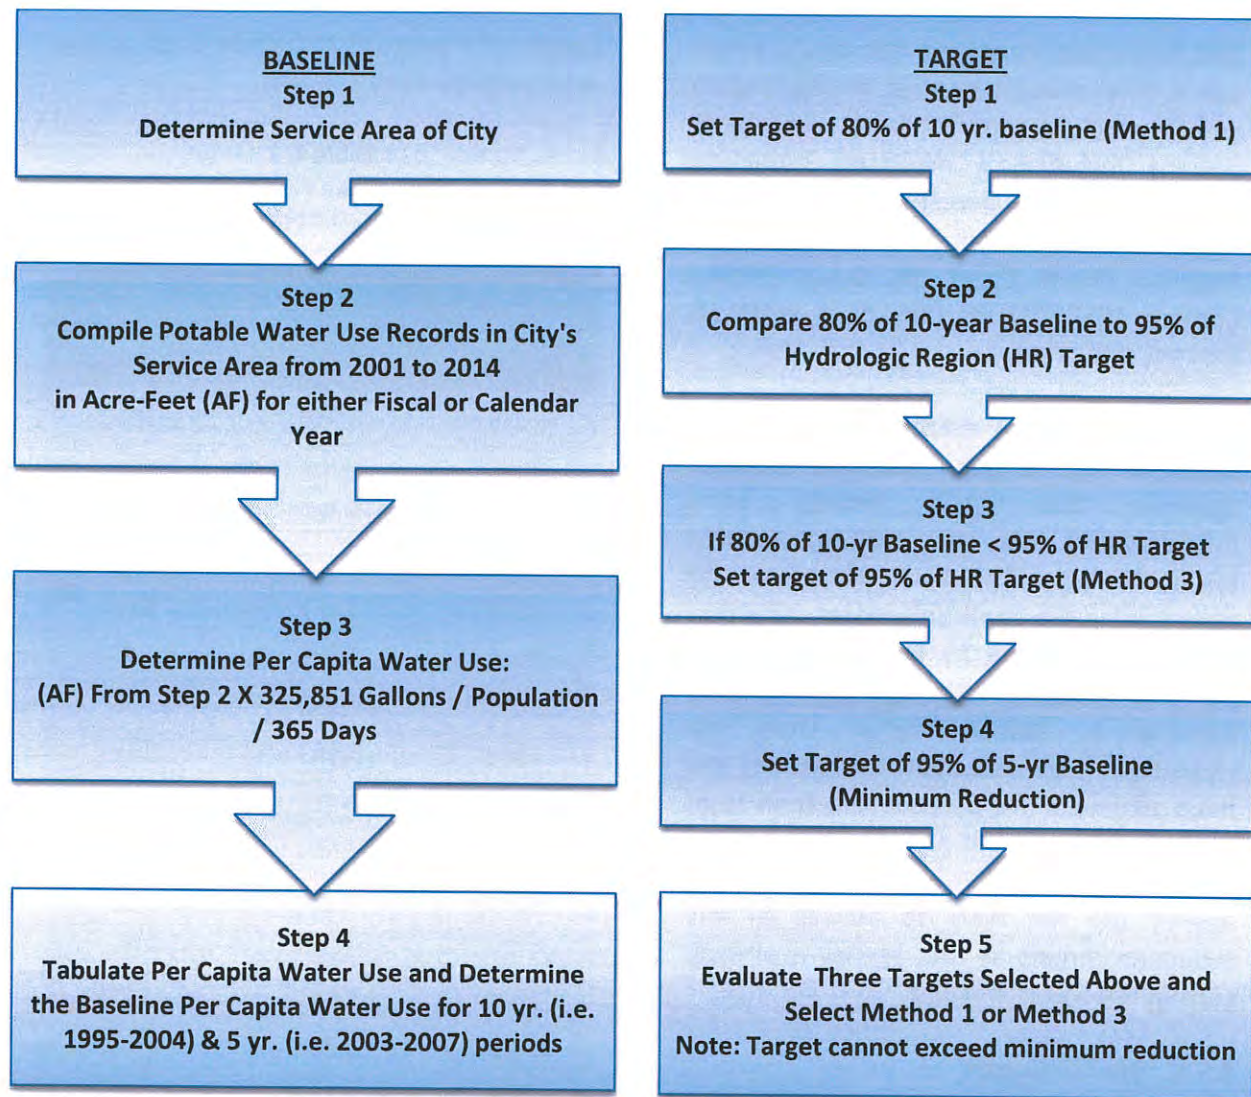 BASELINE
Step 1
Determine Service Area of City
Step 2
Compile Potable Water Use Records in City's
Service Area from 2001 to 2014
in Acre-Feet (AF) for either Fiscal or Calendar
Year
Step 3
Determine Per Capita Water Use:
(AF) From Step 2 X 325,851 Gallons / Population
/ 365 Days
Step 4
Tabulate Per Capita Water Use and Determine
the Baseline Per Capita Water Use for 10 yr. (i.e.
1995-2004) & 5 yr. (i.e. 2003-2007) periods
TARGET
Step 1
Set Target of 80% of 10 yr. baseline (Method 1)
Step 2
Compare 80% of 10-year Baseline to 95% of
Hydrologic Region (HR) Target
Step 3
If 80% of 10-yr Baseline < 95% of HR Target
Set target of 95% of HR Target (Method 3)
Step 4
Set Target of 95% of 5-yr Baseline
(Minimum Reduction)
Step 5
Evaluate  Three Targets Selected Above and
Select Method 1 or Method 3
Note: Target cannot exceed minimum reduction